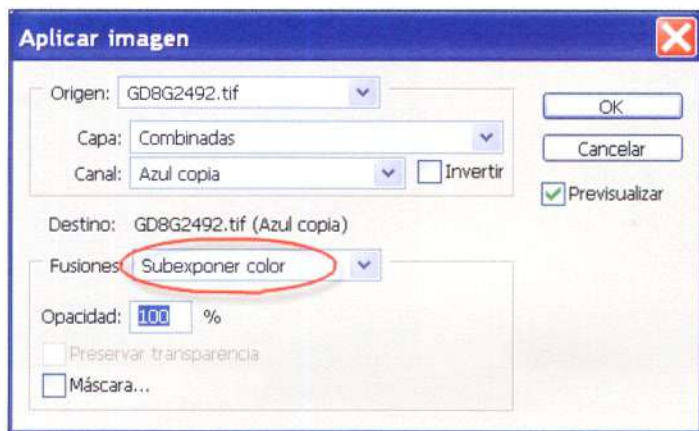 Aplicar imagen
Origen: GD8G2492.tif
OK
Capa: Combinadas
Cancelar
Canal: Azul copia Invertir
Previsualizar
Destino: GD8G2492.tif (Azul copia)
Fusiones Subexponer color
Opacidad: 100 %
Preservar transparencia
Máscara...